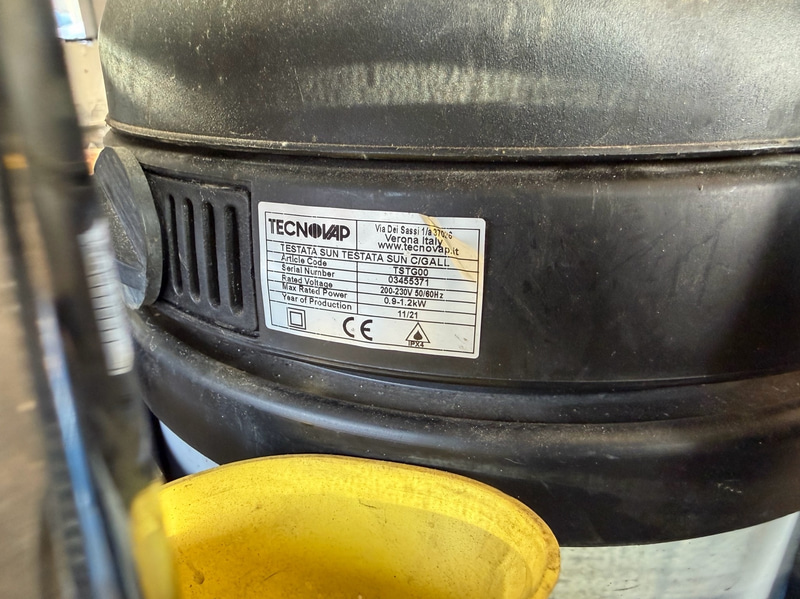 TECNOVAP
Via Dei Sassi 1/a
Verona Italy
www.tecnovap.it
TESTATA SUN TESTATA SUN C/GALL.
Article Code TSTG00
Serial Number 03455371
Rated Voltage 200-230V 50/60Hz
Max Rated Power 0.9-1.2kW
Year of Production 11/21
CE
IPX4